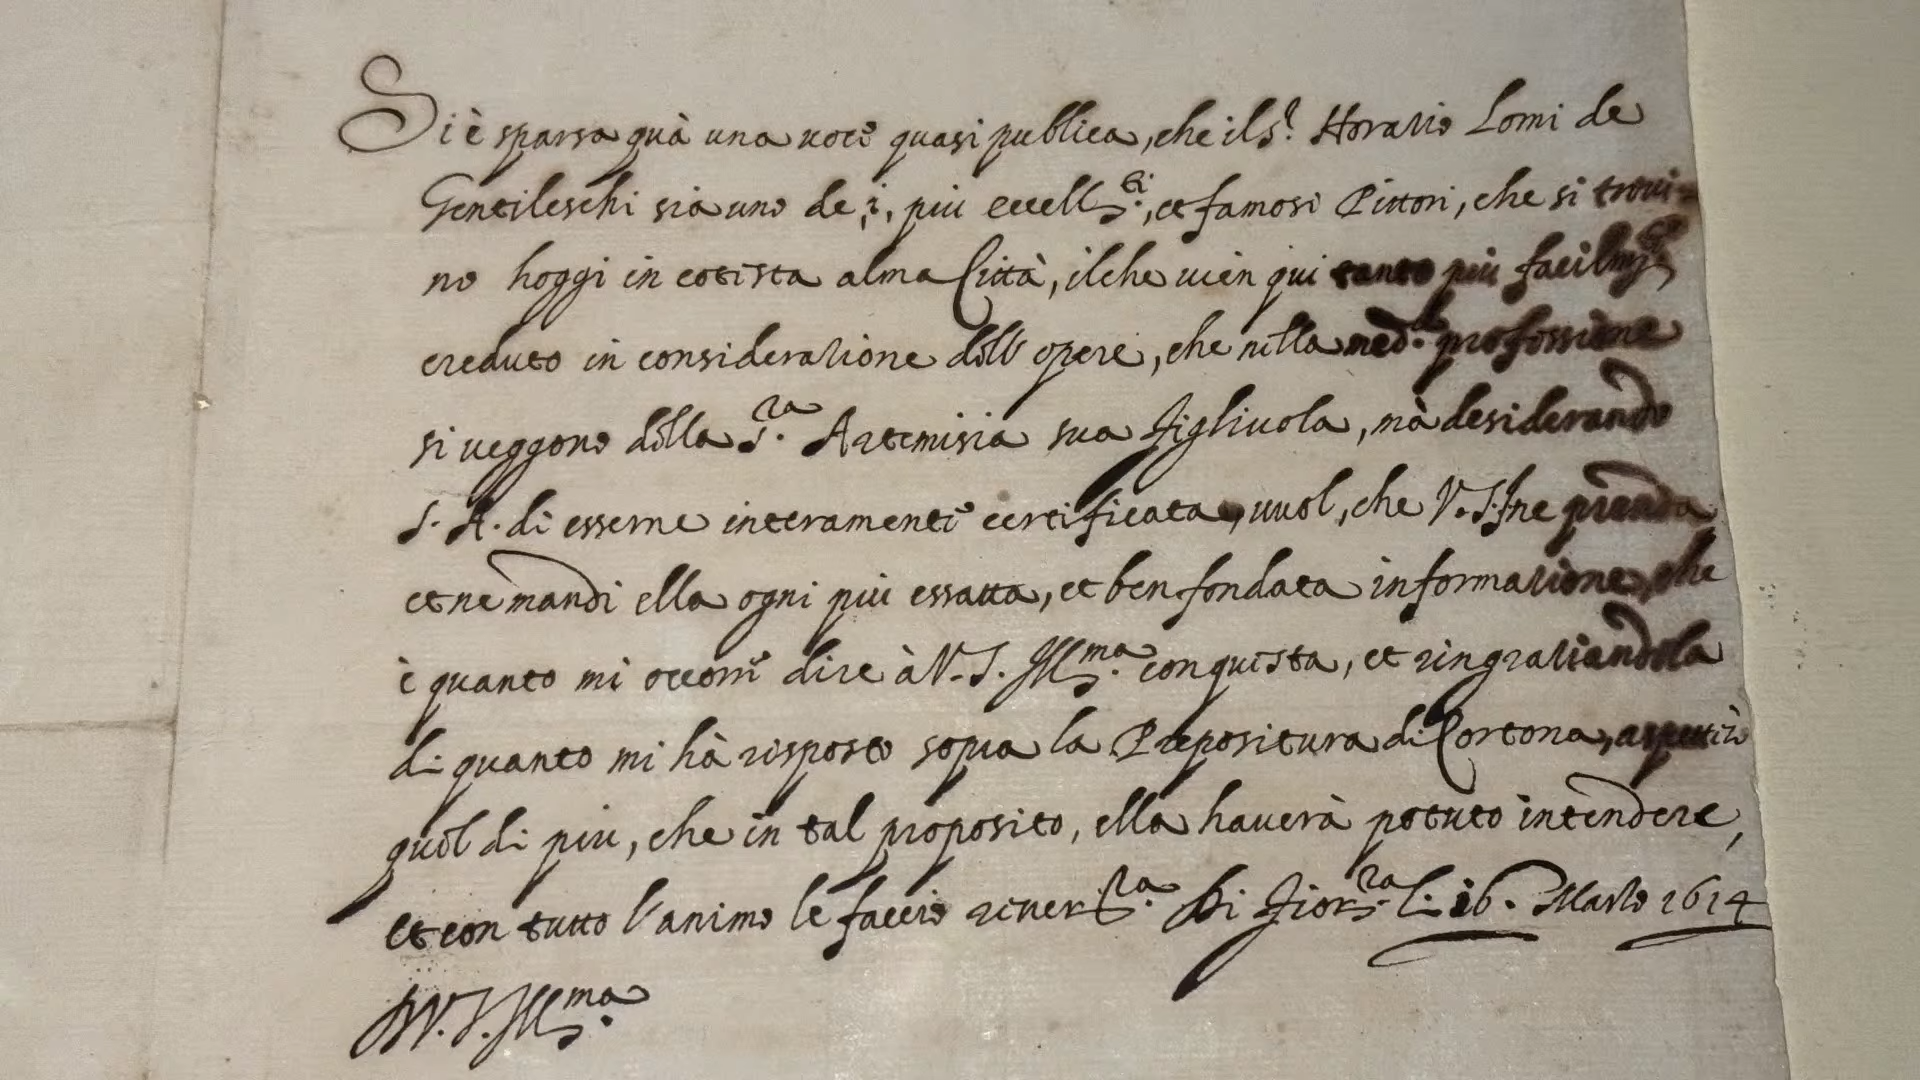 Si è sparsa quà una voce quasi publica, che il S.r Horatio Lomi de
Gentileschi sia uno de i, più eccell.ti, et famosi Pittori, che si trovi-
no hoggi in cotesta alma Città, il che vien qui tanto più facilm.te
creduto in consideratione dell' opere, che nella med.a professione
si veggono della S.ra Artemisia sua figliuola, mà desiderando
S. A. di esserne interamente certificata, vuol, che V. S. Ill ne prenda
et ne mandi ella ogni più essatta, et ben fondata informatione, che
è quanto mi occorre dire à V. S. Ill.ma con questa, et ringratiandola
di quanto mi hà risposto sopra la Prepositura di Cortona, aspetterò
quel di più, che in tal proposito, ella haverà potuto intendere,
et con tutto l'animo le faccio river.za Di Fior.za li 16. Marzo 1614
D V. S. Ill.ma